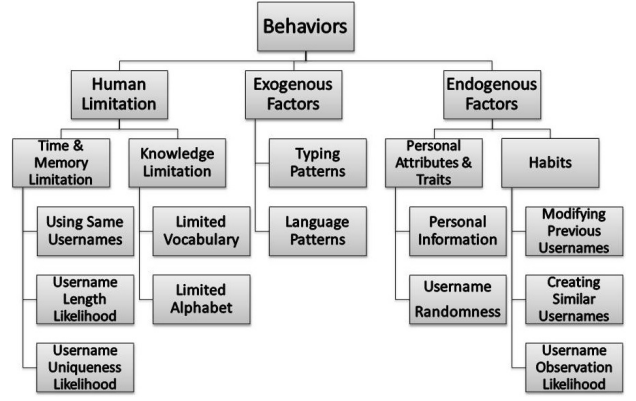 Behaviors
Human
Limitation
Exogenous
Factors
Endogenous
Factors
Time &
Memory
Limitation
Knowledge
Limitation
Typing
Patterns
Personal
Attributes &
Traits
Habits
Using Same
Usernames
Limited
Vocabulary
Language
Patterns
Personal
Information
Modifying
Previous
Usernames
Username
Length
Likelihood
Limited
Alphabet
Username
Randomness
Creating
Similar
Usernames
Username
Uniqueness
Likelihood
Username
Observation
Likelihood